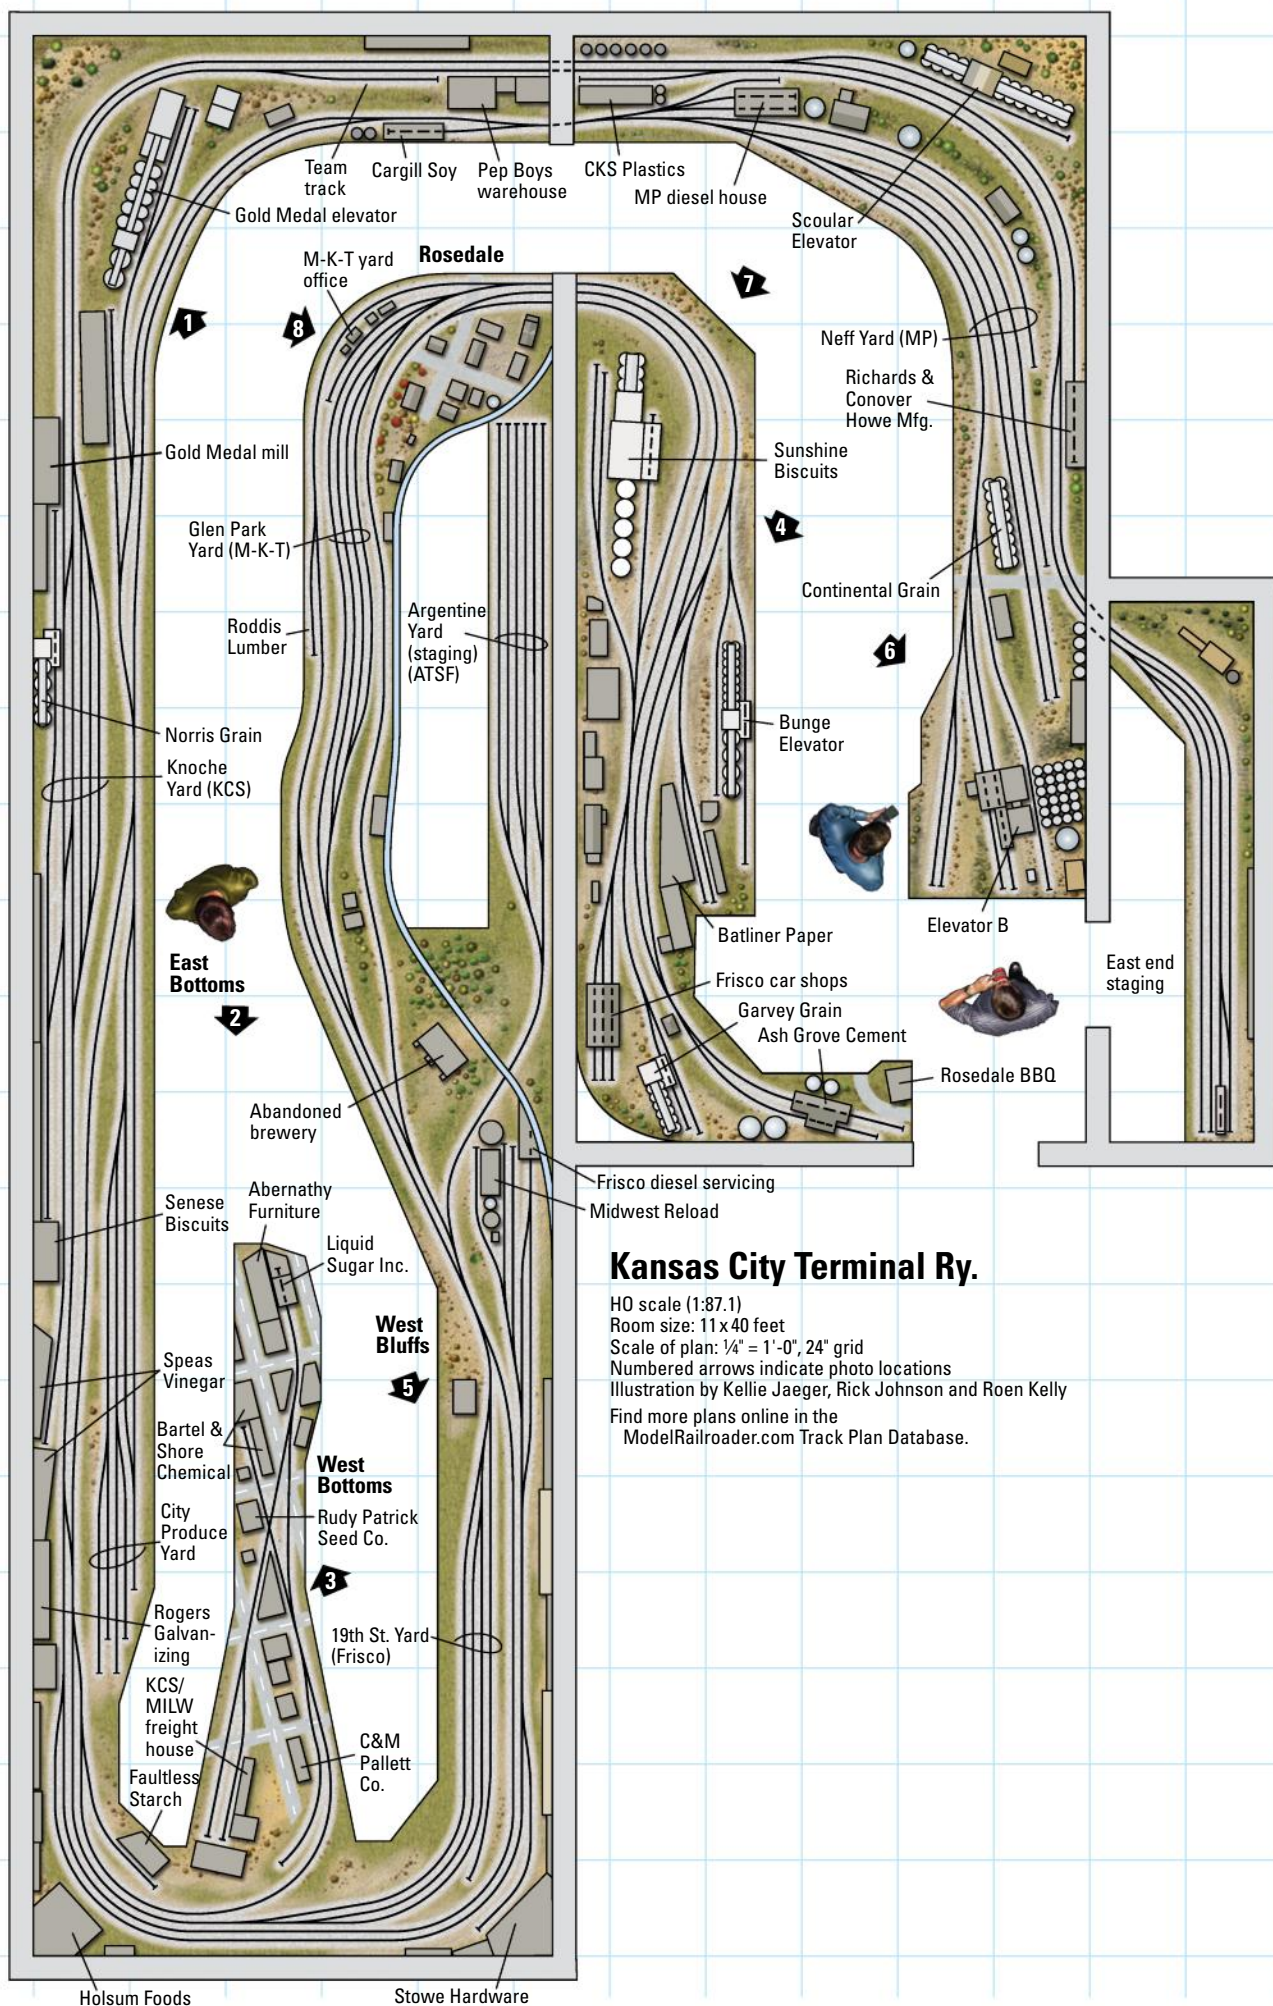 Team
track
Cargill Soy
Pep Boys
warehouse
CKS Plastics
MP diesel house
Scoular
Elevator
Gold Medal elevator
M-K-T yard
office
Rosedale
7
1
8
Neff Yard (MP)
Richards &
Conover
Howe Mfg.
Gold Medal mill
Sunshine
Biscuits
Glen Park
Yard (M-K-T)
4
Continental Grain
Roddis
Lumber
Argentine
Yard
(staging)
(ATSF)
6
Norris Grain
Bunge
Elevator
Knoche
Yard (KCS)
Elevator B
Batliner Paper
East
Bottoms
2
East end
staging
Frisco car shops
Garvey Grain
Ash Grove Cement
Rosedale BBQ
Abandoned
brewery
Frisco diesel servicing
Midwest Reload
Senese
Biscuits
Abernathy
Furniture
Liquid
Sugar Inc.
Kansas City Terminal Ry.
HO scale (1:87.1)
Room size: 11 x 40 feet
Scale of plan: ¼" = 1'-0", 24" grid
Numbered arrows indicate photo locations
Illustration by Kellie Jaeger, Rick Johnson and Roen Kelly
Find more plans online in the
ModelRailroader.com Track Plan Database.
West
Bluffs
5
Speas
Vinegar
Bartel &
Shore
Chemical
West
Bottoms
Rudy Patrick
Seed Co.
City
Produce
Yard
3
Rogers
Galvan-
izing
19th St. Yard
(Frisco)
KCS/
MILW
freight
house
C&M
Pallett
Co.
Faultless
Starch
Holsum Foods
Stowe Hardware